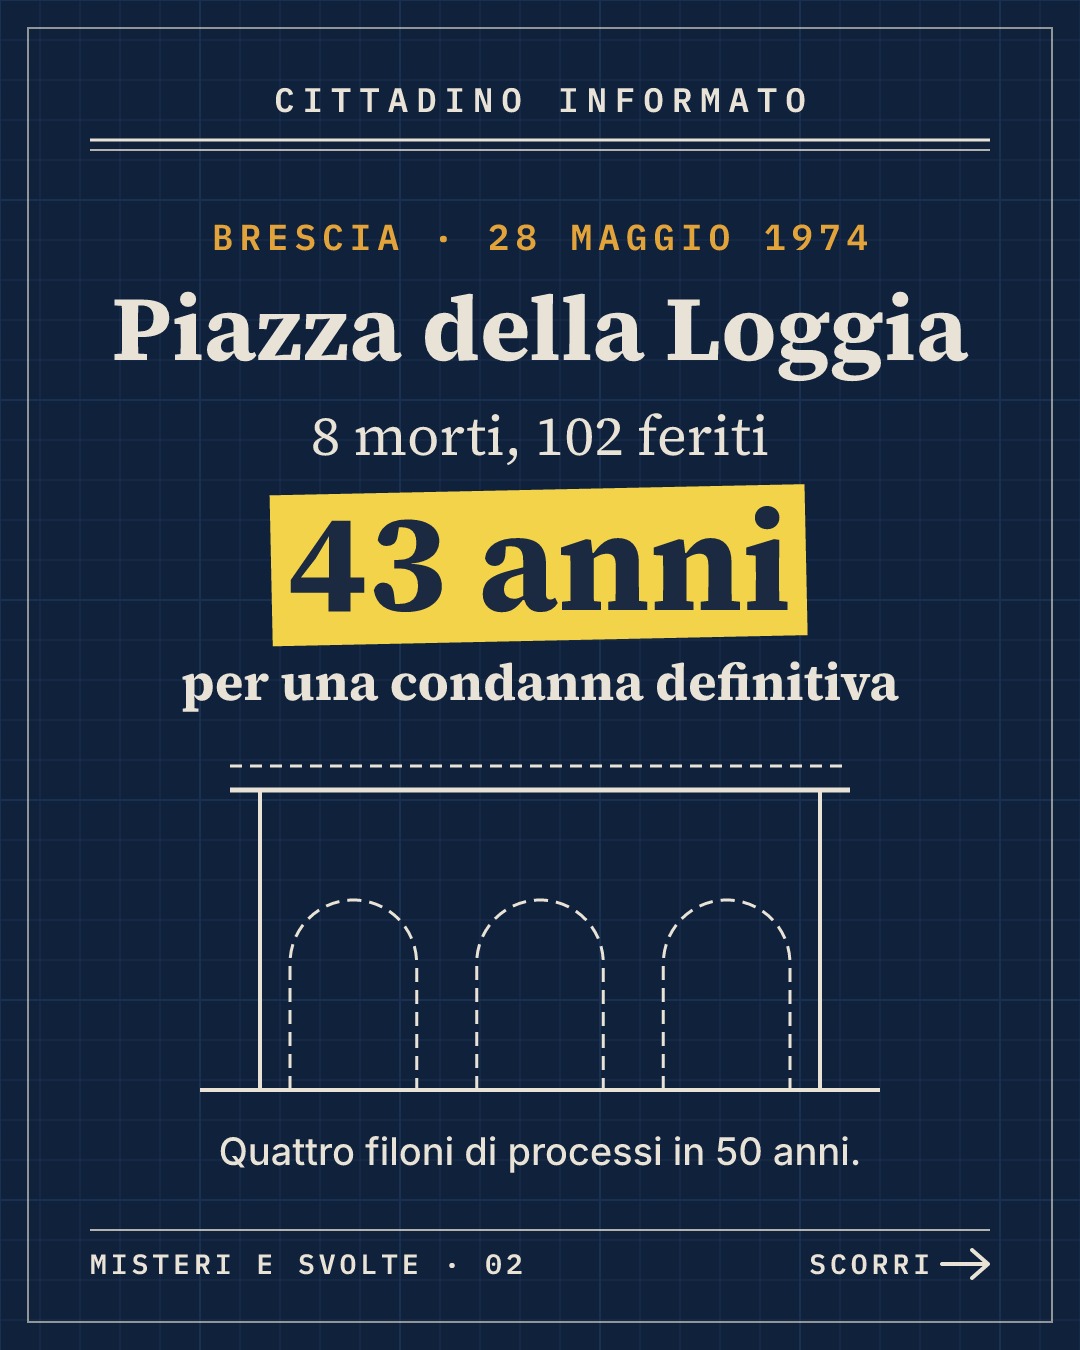 CITTADINO INFORMATO
BRESCIA · 28 MAGGIO 1974
Piazza della Loggia
8 morti, 102 feriti
43 anni
per una condanna definitiva
Quattro filoni di processi in 50 anni.
MISTERI E SVOLTE · 02
SCORRI